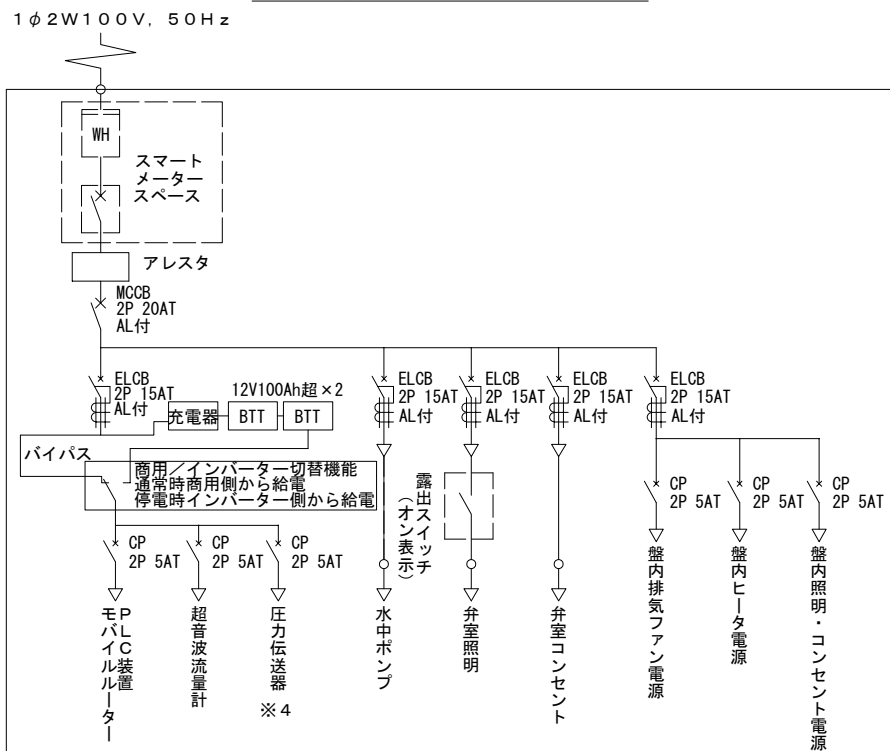 1φ2W100V, 50Hz
WH
スマート
メーター
スペース
アレスタ
MCCB
2P 20AT
AL付
ELCB
2P 15AT
AL付
12V100Ah超×2
充電器
BTT
BTT
バイパス
商用／インバーター切替機能
通常時商用側から給電
停電時インバーター側から給電
ELCB
2P 15AT
AL付
ELCB
2P 15AT
AL付
ELCB
2P 15AT
AL付
ELCB
2P 15AT
AL付
露出スイッチ
（オン表示）
CP
2P 5AT
CP
2P 5AT
CP
2P 5AT
CP
2P 5AT
CP
2P 5AT
CP
2P 5AT
PLC装置
モバイルルーター
超音波流量計
圧力伝送器
※4
水中ポンプ
弁室照明
弁室コンセント
盤内排気ファン電源
盤内ヒータ電源
盤内照明・コンセント電源